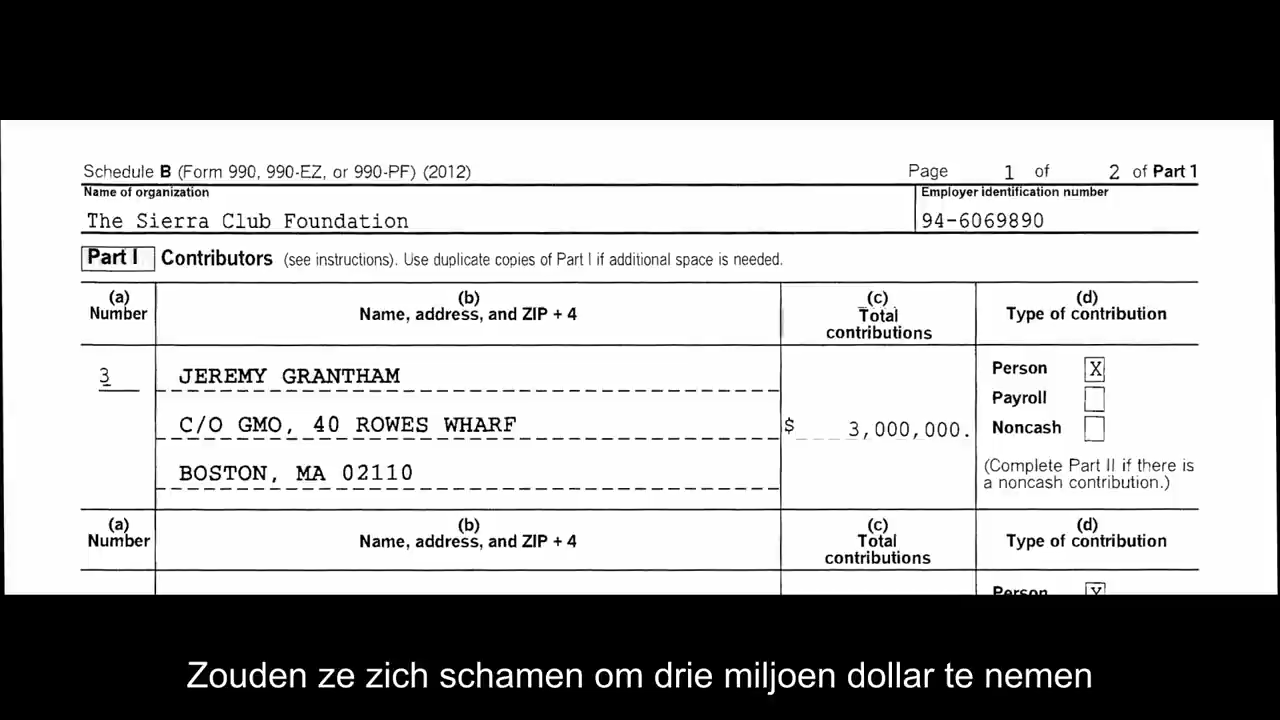 Schedule B (Form 990, 990-EZ, or 990-PF) (2012) Page 1 of 2 of Part 1
Name of organization Employer identification number
The Sierra Club Foundation 94-6069890
Part I Contributors (see instructions). Use duplicate copies of Part I if additional space is needed.
(a) (b) (c) (d)
Number Name, address, and ZIP + 4 Total contributions Type of contribution
3 JEREMY GRANTHAM Person X
C/O GMO, 40 ROWES WHARF $ 3,000,000. Payroll
Noncash
BOSTON, MA 02110 (Complete Part II if there is
a noncash contribution.)
(a) (b) (c) (d)
Number Name, address, and ZIP + 4 Total contributions Type of contribution
Person X
Zouden ze zich schamen om drie miljoen dollar te nemen